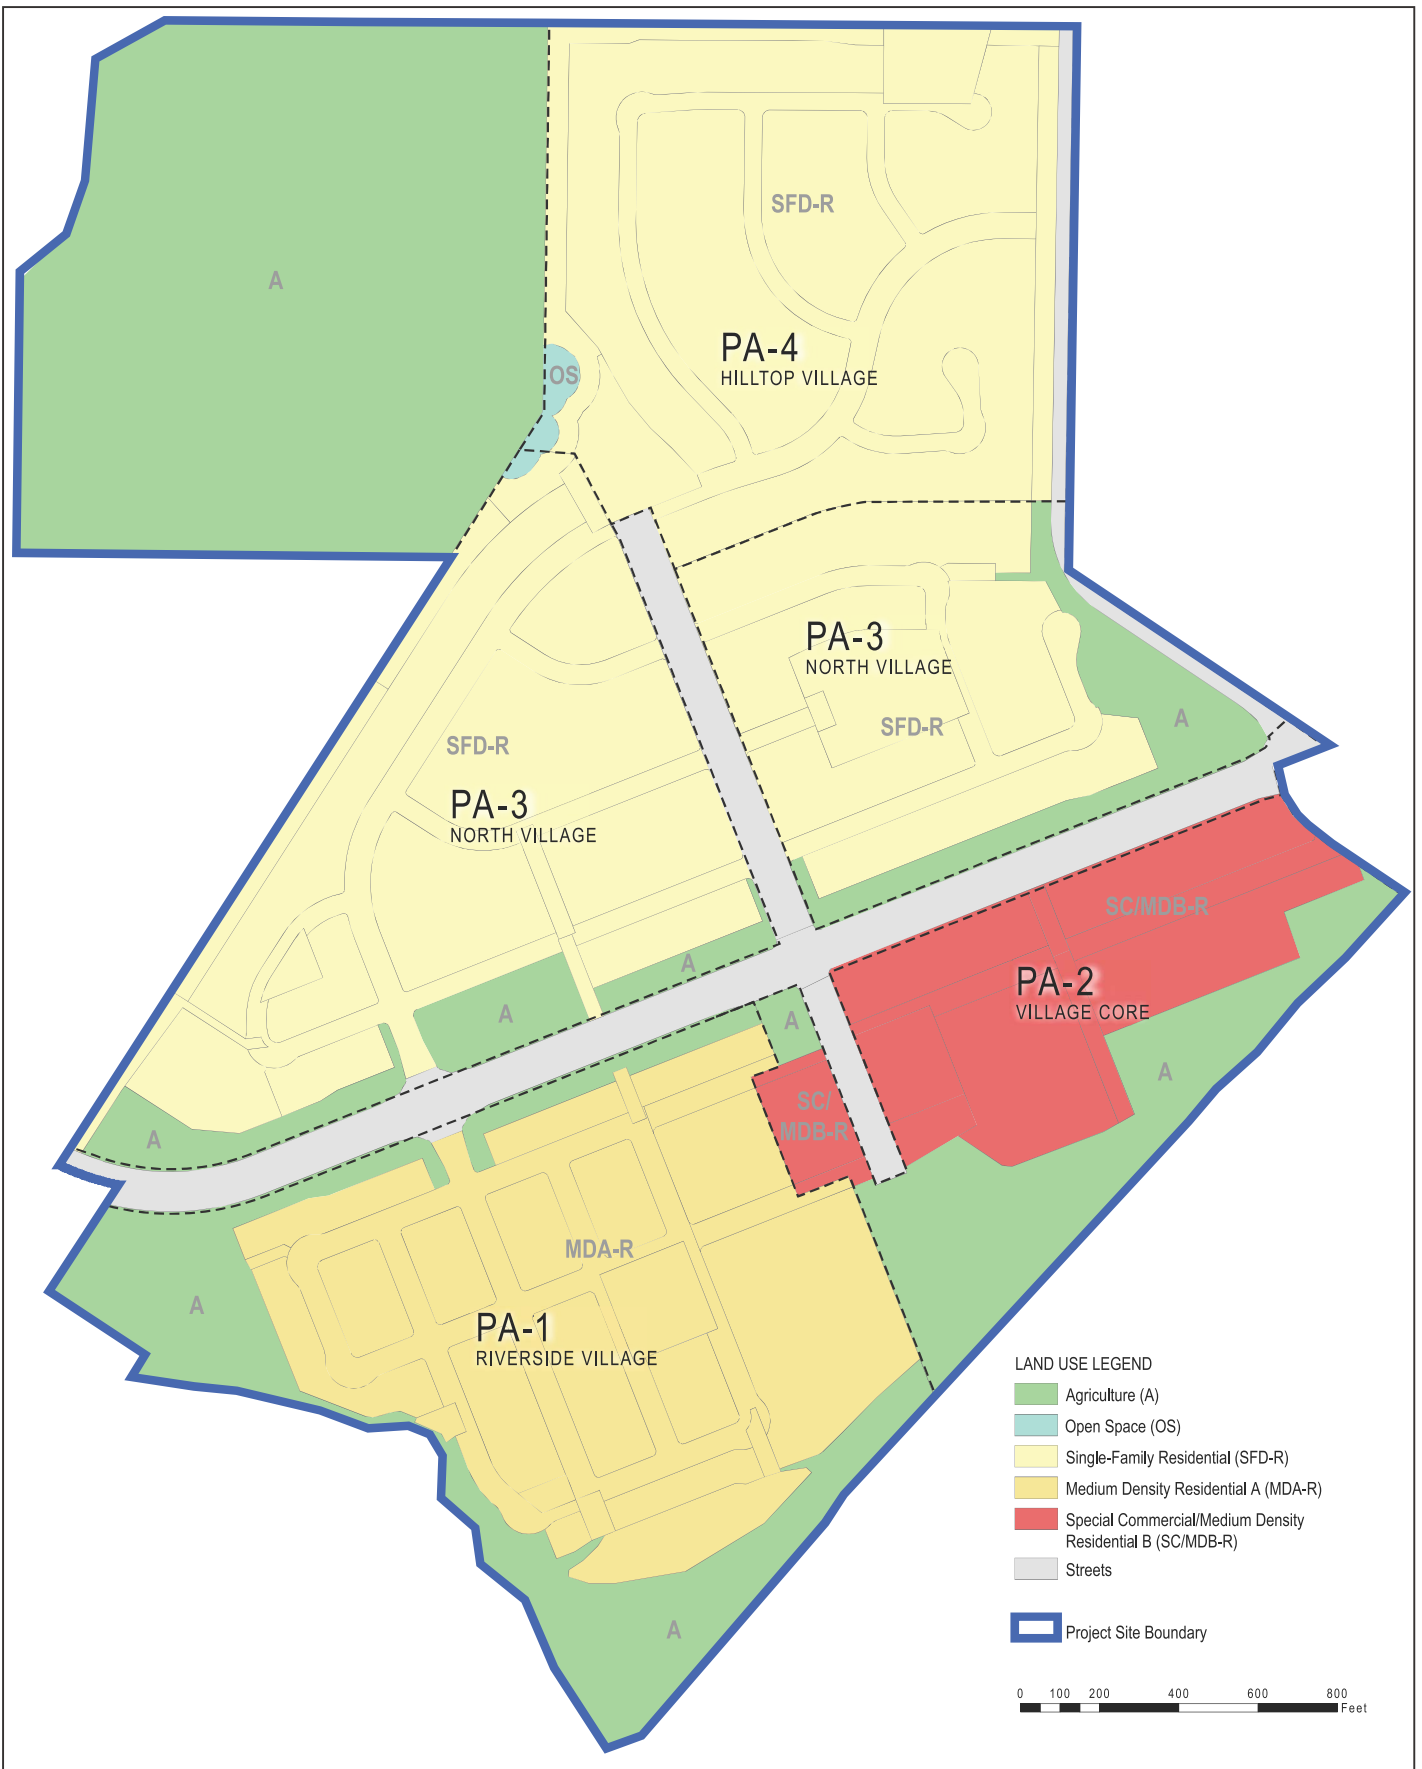 SFD-R
A
PA-4
HILLTOP VILLAGE
OS
PA-3
NORTH VILLAGE
SFD-R
A
SFD-R
PA-3
NORTH VILLAGE
SC/MDB-R
A
PA-2
VILLAGE CORE
A
A
A
SC/
MDB-R
A
MDA-R
A
PA-1
RIVERSIDE VILLAGE
A
LAND USE LEGEND
Agriculture (A)
Open Space (OS)
Single-Family Residential (SFD-R)
Medium Density Residential A (MDA-R)
Special Commercial/Medium Density
Residential B (SC/MDB-R)
Streets
Project Site Boundary
0 100 200 400 600 800
Feet